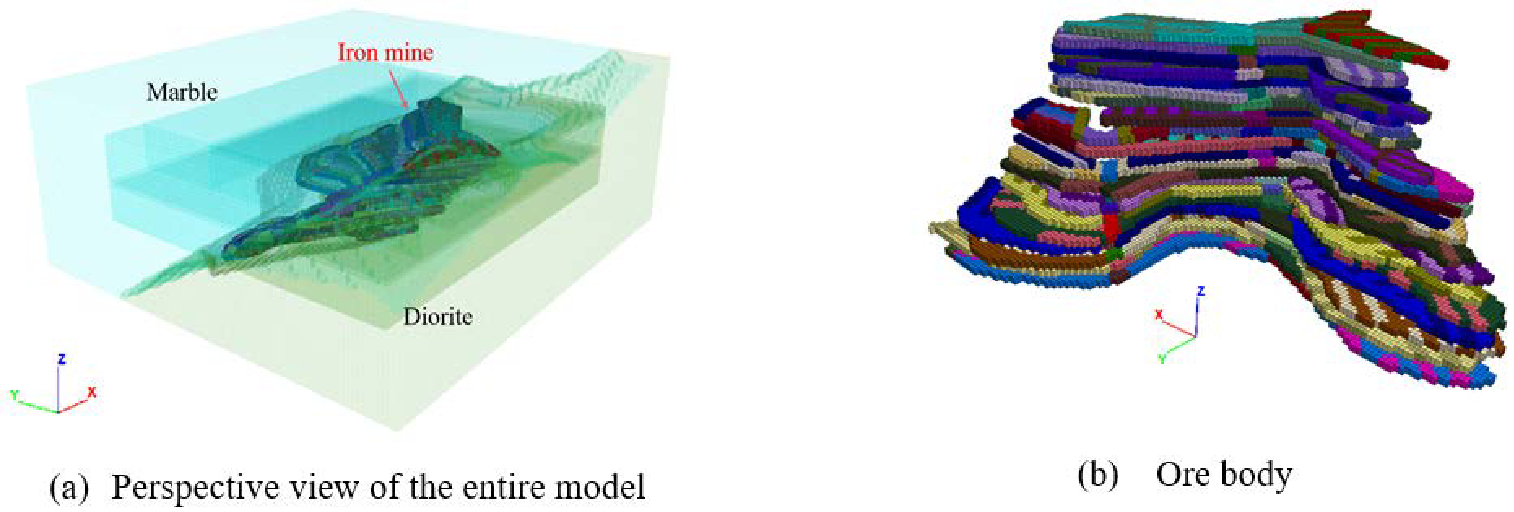 Iron mine
Marble
Diorite
Z
Y
X
(a) Perspective view of the entire model
Z
X
Y
(b) Ore body